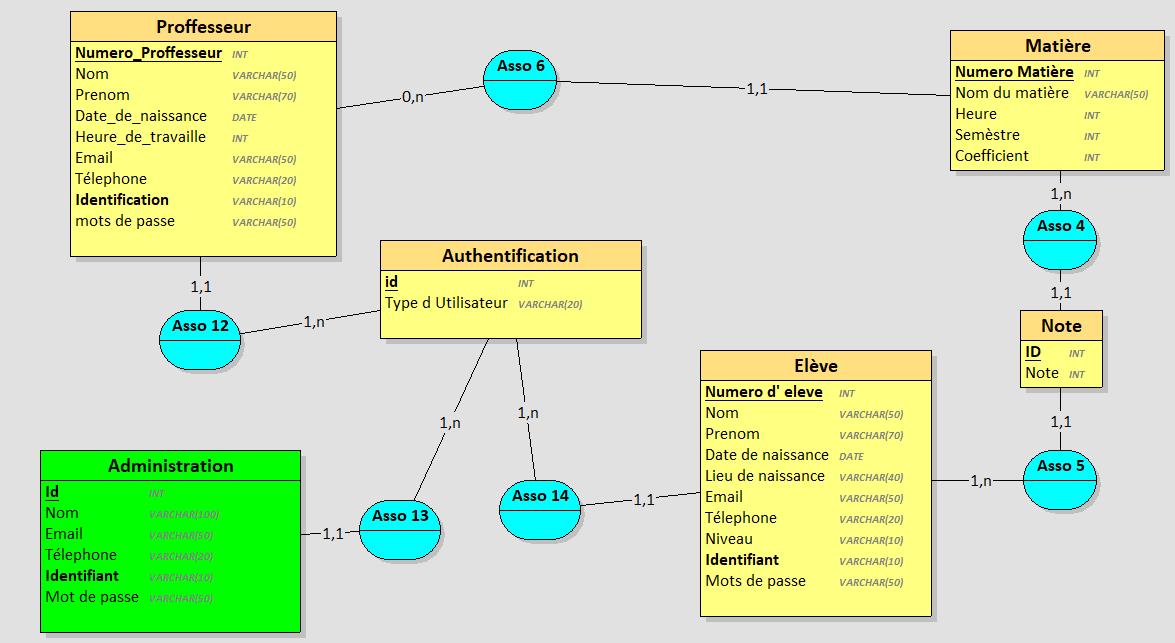 Proffesseur
Numero_Proffesseur INT
Nom VARCHAR(50)
Prenom VARCHAR(70)
Date_de_naissance DATE
Heure_de_travaille INT
Email VARCHAR(50)
Télephone VARCHAR(20)
Identification VARCHAR(10)
mots de passe VARCHAR(50)
0,n
Asso 6
1,1
Matière
Numero Matière INT
Nom du matière VARCHAR(50)
Heure INT
Semèstre INT
Coefficient INT
1,n
Asso 4
1,1
Note
ID INT
Note INT
1,1
Asso 5
1,n
1,1
Asso 12
1,n
Authentification
id INT
Type d Utilisateur VARCHAR(20)
1,n
1,n
Asso 13
1,1
Asso 14
1,1
Elève
Numero d' eleve INT
Nom VARCHAR(50)
Prenom VARCHAR(70)
Date de naissance DATE
Lieu de naissance VARCHAR(40)
Email VARCHAR(50)
Télephone VARCHAR(20)
Niveau VARCHAR(10)
Identifiant VARCHAR(10)
Mots de passe VARCHAR(50)
Administration
Id INT
Nom VARCHAR(100)
Email VARCHAR(50)
Télephone VARCHAR(20)
Identifiant VARCHAR(10)
Mot de passe VARCHAR(50)